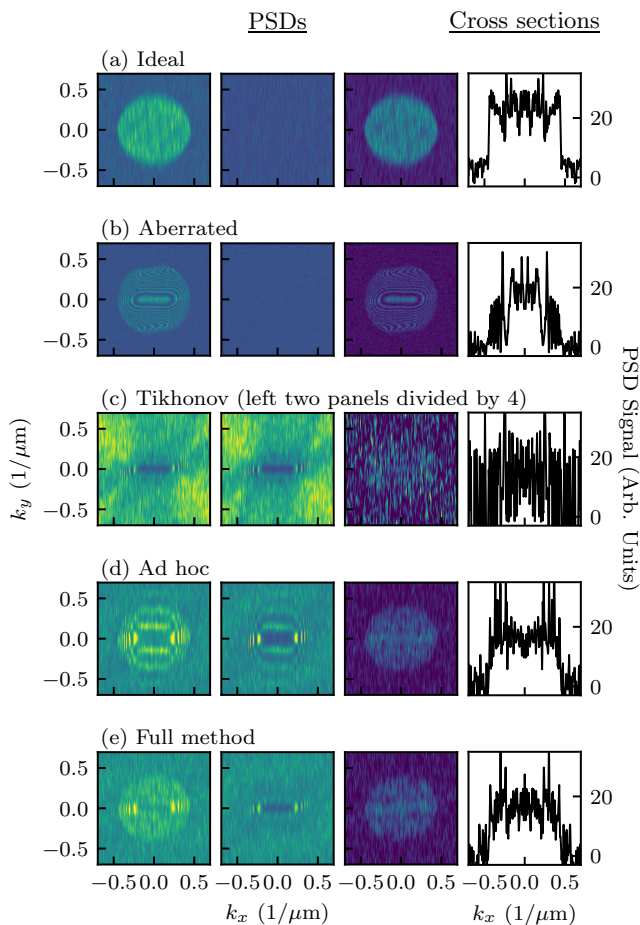 PSDs Cross sections
(a) Ideal
0.5
0.0
−0.5
20
0
(b) Aberrated
0.5
0.0
−0.5
20
0
(c) Tikhonov (left two panels divided by 4)
0.5
0.0
−0.5
20
0
(d) Ad hoc
0.5
0.0
−0.5
20
0
(e) Full method
0.5
0.0
−0.5
20
0
−0.5 0.0 0.5 −0.5 0.0 0.5 −0.5 0.0 0.5 −0.5 0.0 0.5
k_x (1/μm) k_x (1/μm)
k_y (1/μm)
PSD Signal (Arb. Units)